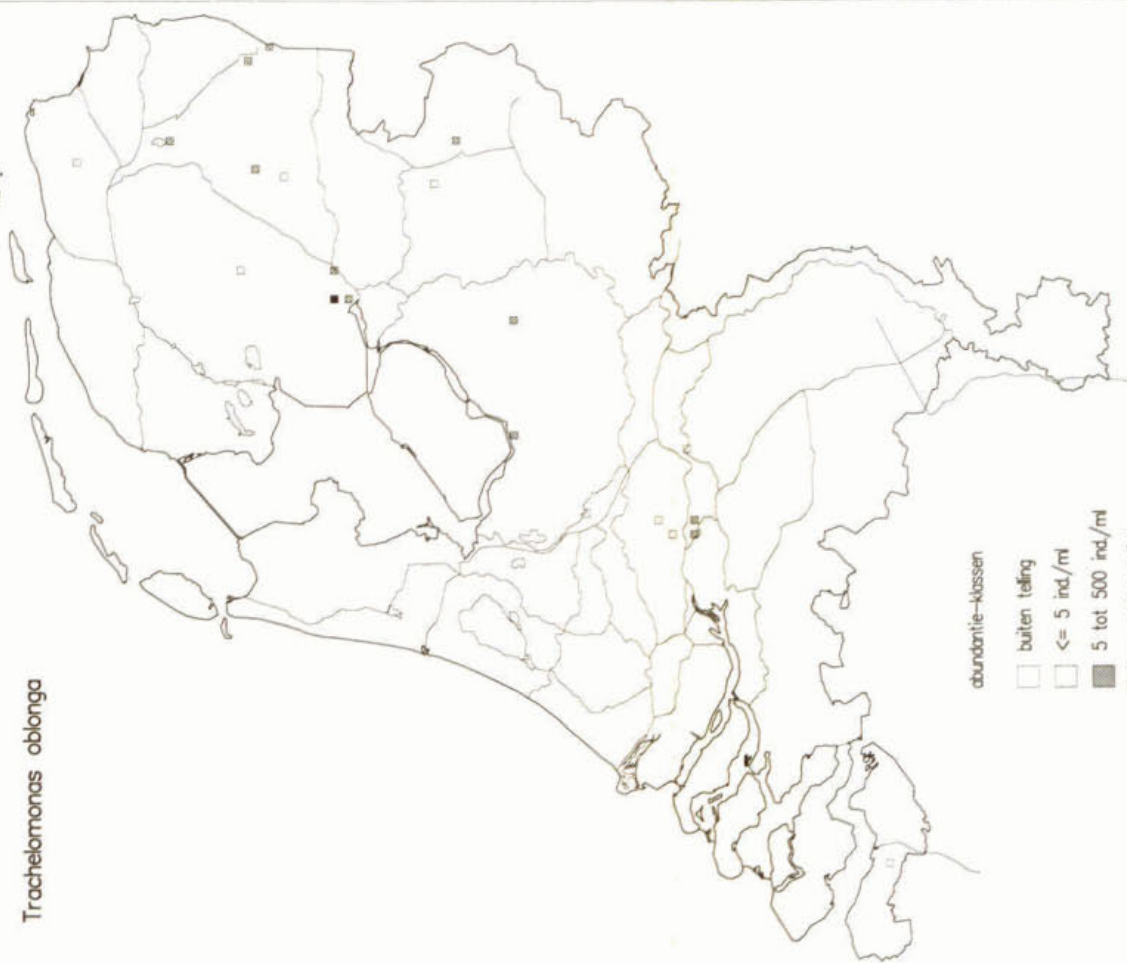 Trachelomonas oblonga
abundantie-klassen
buiten telling
<= 5 ind./ml
5 tot 500 ind./ml